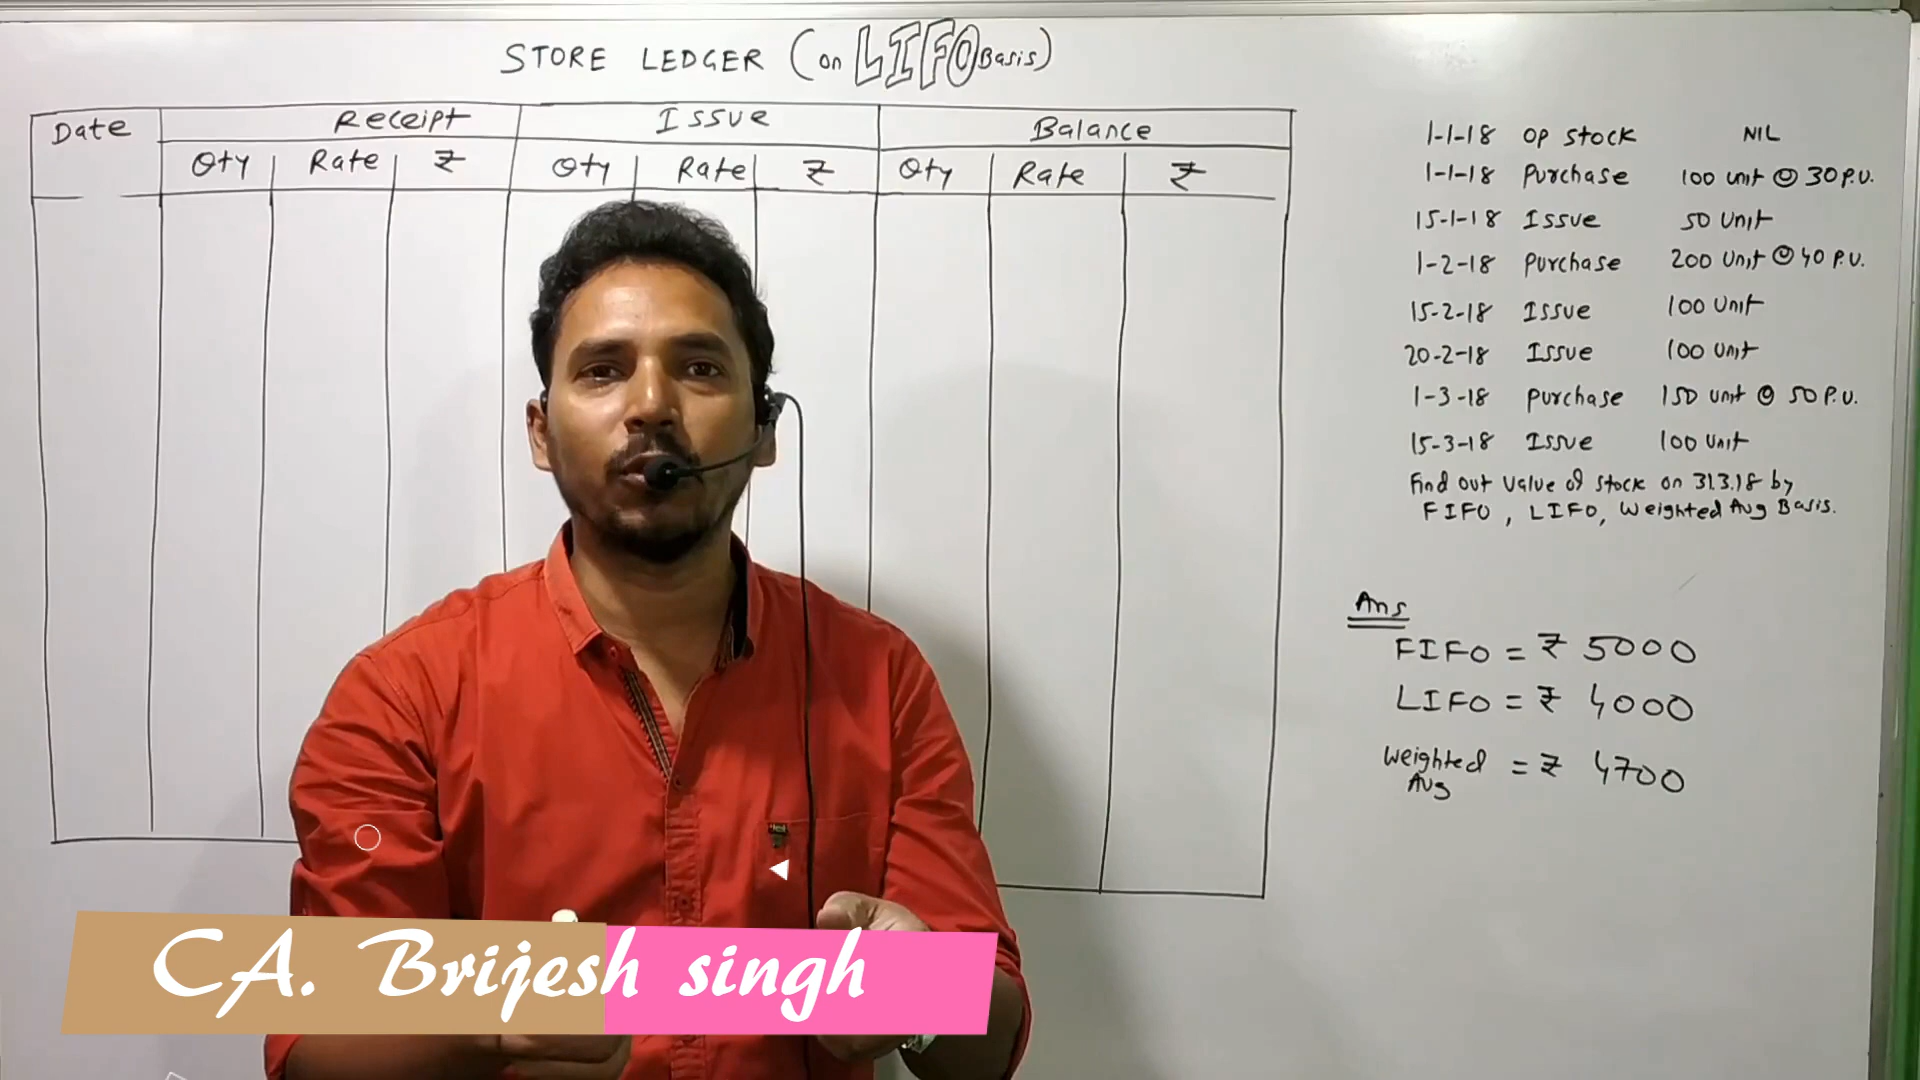 STORE LEDGER (on LIFO Basis)
Date Receipt Issue Balance
Qty Rate ₹ Qty Rate ₹ Qty Rate ₹
1-1-18 OP Stock NIL
1-1-18 Purchase 100 unit @ 30 P.U.
15-1-18 Issue 50 Unit
1-2-18 Purchase 200 Unit @ 40 P.U.
15-2-18 Issue 100 Unit
20-2-18 Issue 100 Unit
1-3-18 Purchase 150 unit @ 50 P.U.
15-3-18 Issue 100 Unit
Find out value of stock on 31.3.18 by
FIFO, LIFO, Weighted Avg Basis.
Ans
FIFO = ₹ 5000
LIFO = ₹ 4000
Weighted Avg = ₹ 4700
CA. Brijesh singh